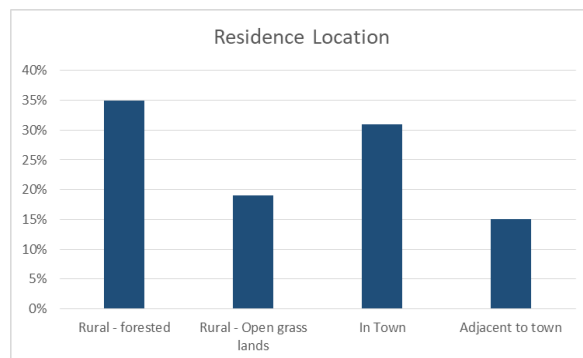 Residence Location
40%
35%
30%
25%
20%
15%
10%
5%
0%
Rural - forested
Rural - Open grass
lands
In Town
Adjacent to town